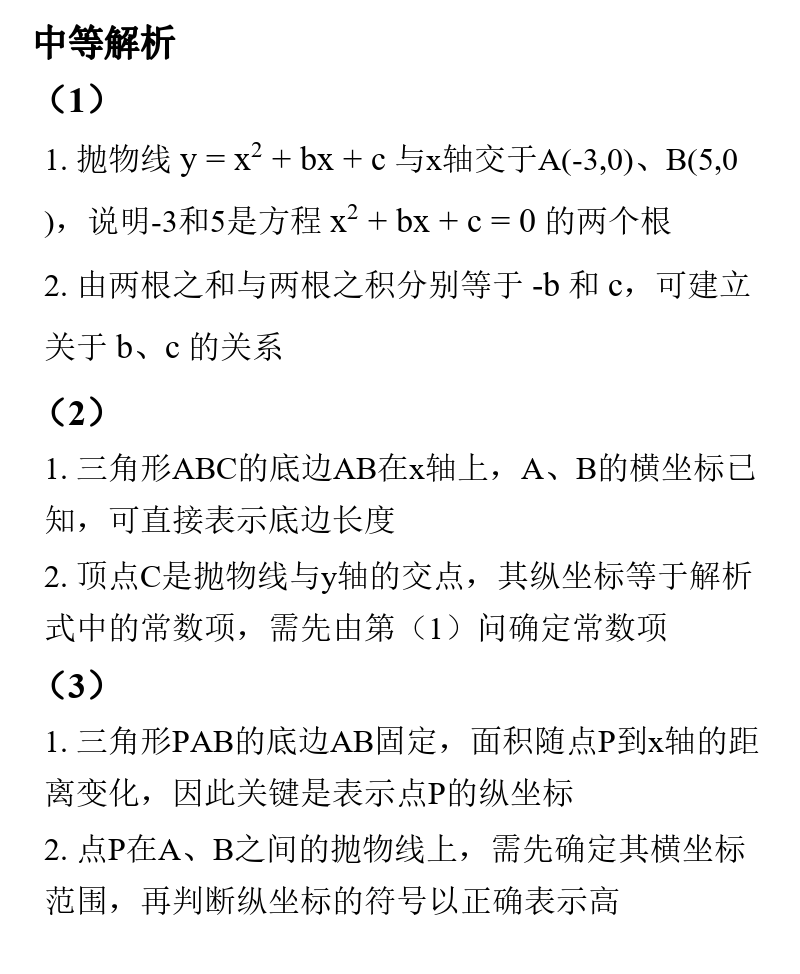 中等解析
（1）
1. 抛物线 y = x² + bx + c 与x轴交于A(-3,0)、B(5,0
)，说明-3和5是方程 x² + bx + c = 0 的两个根
2. 由两根之和与两根之积分别等于 -b 和 c，可建立
关于 b、c 的关系
（2）
1. 三角形ABC的底边AB在x轴上，A、B的横坐标已
知，可直接表示底边长度
2. 顶点C是抛物线与y轴的交点，其纵坐标等于解析
式中的常数项，需先由第（1）问确定常数项
（3）
1. 三角形PAB的底边AB固定，面积随点P到x轴的距
离变化，因此关键是表示点P的纵坐标
2. 点P在A、B之间的抛物线上，需先确定其横坐标
范围，再判断纵坐标的符号以正确表示高